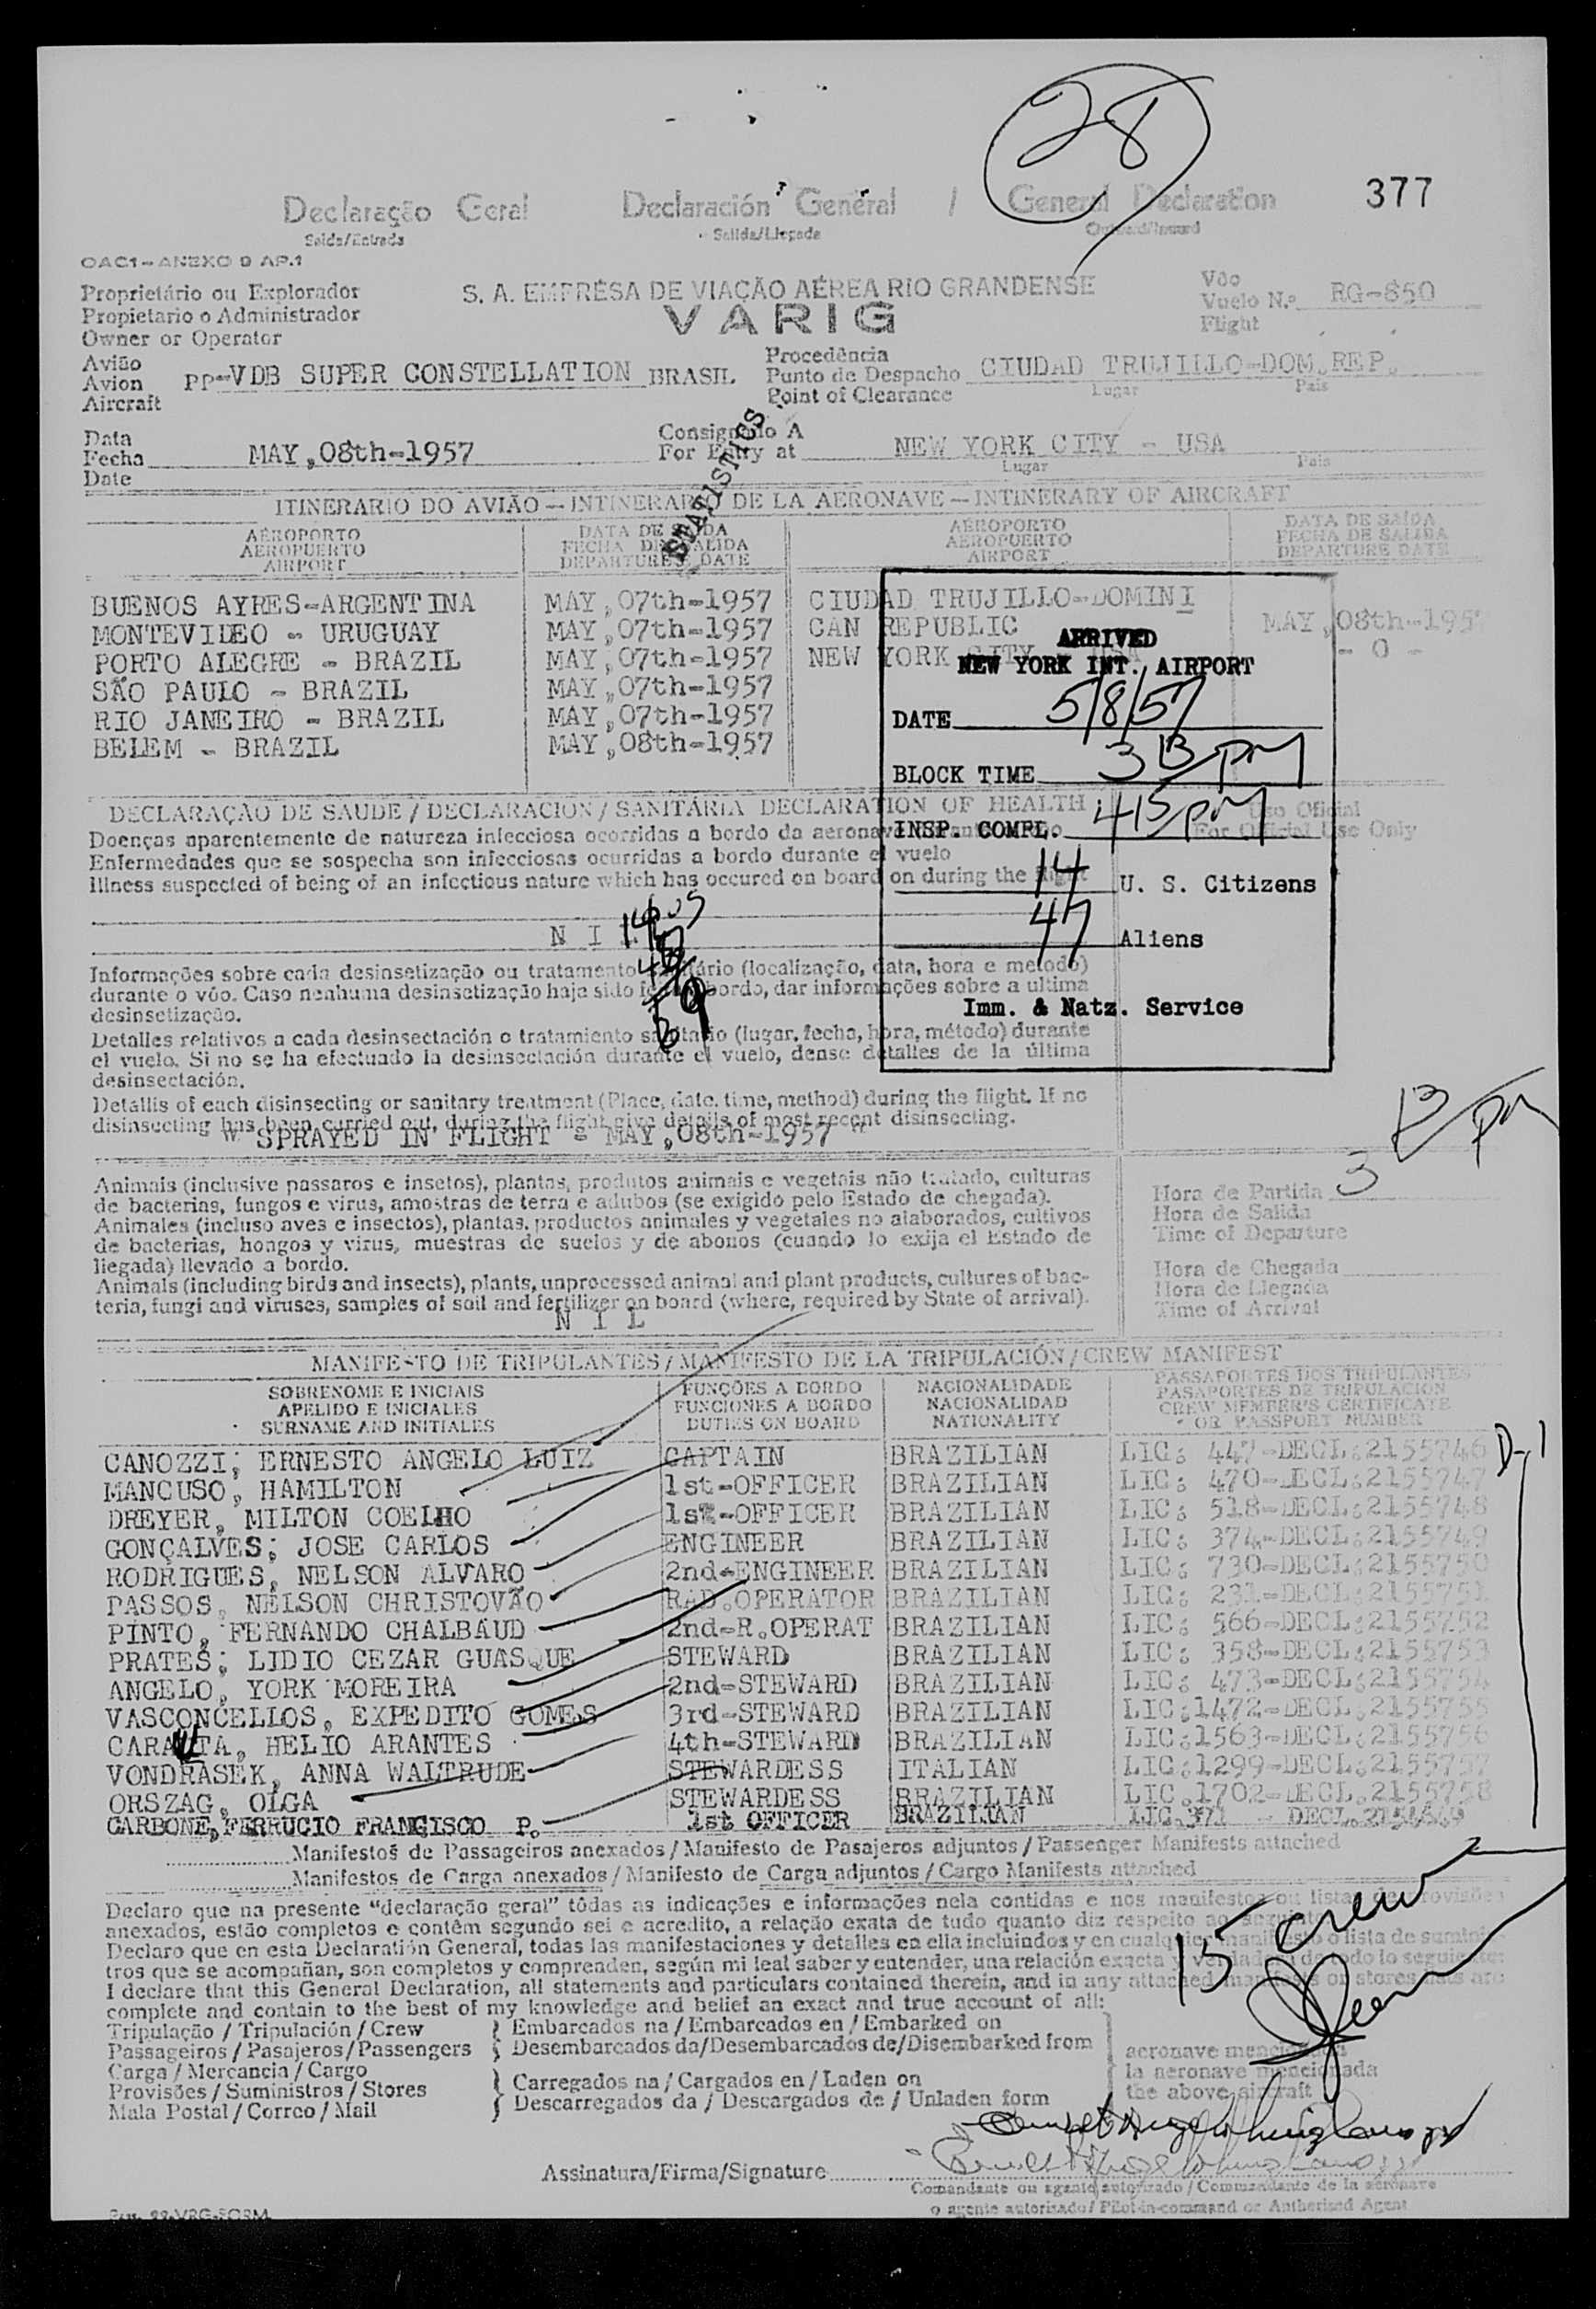 28
377
Declaração Geral / Declaración General / General Declaration
Saida/Entrada Salida/Llegada Outward/Inward
OACI-ANEXO 9 AP.1
Proprietário ou Explorador
Propietario o Administrador
Owner or Operator
S. A. EMPRÊSA DE VIAÇÃO AÉREA RIO GRANDENSE
VARIG
Vôo
Vuelo N.º RG-850
Flight
Avião
Avion PP-VDB SUPER CONSTELLATION BRASIL
Aircraft
Procedência
Punto de Despacho CIUDAD TRUJILLO-DOM.REP.
Point of Clearance Lugar Pais
Data
Fecha MAY,08th-1957
Date
Consignado A
For Entry at NEW YORK CITY - USA
Lugar Pais
STATISTICS
ITINERARIO DO AVIÃO - INTINERARIO DE LA AERONAVE - INTINERARY OF AIRCRAFT
AÉROPORTO DATA DE SAÍDA AÉROPORTO DATA DE SAÍDA
AEROPUERTO FECHA DE SALIDA AEROPUERTO FECHA DE SALIDA
AIRPORT DEPARTURES DATE AIRPORT DEPARTURE DATE
BUENOS AYRES-ARGENTINA MAY,07th-1957 CIUDAD TRUJILLO-DOMINI
MONTEVIDEO - URUGUAY MAY,07th-1957 CAN REPUBLIC MAY,08th-1957
PORTO ALEGRE - BRAZIL MAY,07th-1957 NEW YORK CITY - USA - 0 -
SÃO PAULO - BRAZIL MAY,07th-1957
RIO JANEIRO - BRAZIL MAY,07th-1957
BELEM - BRAZIL MAY,08th-1957
ARRIVED
NEW YORK INT. AIRPORT
DATE 5/8/57
BLOCK TIME 3 13 pm
INSP. COMPL. 415 pm
14 U. S. Citizens
47 Aliens
Imm. & Natz. Service
DECLARAÇÃO DE SAUDE / DECLARACION / SANITÁRIA DECLARATION OF HEALTH
Uso Oficial
For Official Use Only
Doenças aparentemente de natureza infecciosa ocorridas a bordo da aeronave
Enfermedades que se sospecha son infecciosas ocurridas a bordo durante el vuelo
Illness suspected of being of an infectious nature which has occured on board on during the flight
N I
14 US
Informações sobre cada desinsetização ou tratamento sanitário (localização, data, hora e metodo)
durante o vôo. Caso nenhuma desinsetização haja sido bordo, dar informações sobre a ultima
desinsetização.
Detalles relativos a cada desinsectación o tratamiento sanitario (lugar, fecha, hora, método) durante
el vuelo. Si no se ha efectuado la desinsectación durante el vuelo, dense detalles de la última
desinsectación.
Detallis of each disinsecting or sanitary treatment (Place, date, time, method) during the flight. If no
disinsecting has been curried out, during the flight give details of most recent disinsecting.
" SPRAYED IN FLIGHT - MAY,08th-1957 "
3 13 pm
Animais (inclusive passaros e insetos), plantas, produtos animais e vegetais não tratado, culturas
de bacterias, fungos e virus, amostras de terra e adubos (se exigido pelo Estado de chegada).
Animales (incluso aves e insectos), plantas, productos animales y vegetales no alaborados, cultivos
de bacterias, hongos y virus, muestras de suelos y de abonos (cuando lo exija el Estado de
llegada) llevado a bordo.
Animals (including birds and insects), plants, unprocessed animal and plant products, cultures of bac-
teria, fungi and viruses, samples of soil and fertilizer on board (where, required by State of arrival).
N I L
Hora de Partida
Hora de Salida
Time of Departure
Hora de Chegada
Hora de Llegada
Time of Arrival
MANIFESTO DE TRIPULANTES / MANIFESTO DE LA TRIPULACIÓN / CREW MANIFEST
SOBRENOME E INICIAIS
APELIDO E INICIALES
SURNAME AND INITIALES
FUNÇÕES A BORDO
FUNCIONES A BORDO
DUTIES ON BOARD
NACIONALIDADE
NACIONALIDAD
NATIONALITY
PASSAPORTES DOS TRIPULANTES
PASAPORTES DE TRIPULACION
CREW MEMBER'S CERTIFICATE
OR PASSPORT NUMBER
CANOZZI, ERNESTO ANGELO LUIZ CAPTAIN BRAZILIAN LIC: 447-DECL:2155746 D-1
MANCUSO, HAMILTON 1st-OFFICER BRAZILIAN LIC: 470-DECL:2155747
DREYER, MILTON COELHO 1st-OFFICER BRAZILIAN LIC: 518-DECL:2155748
GONÇALVES, JOSE CARLOS ENGINEER BRAZILIAN LIC: 374-DECL:2155749
RODRIGUES, NELSON ALVARO 2nd-ENGINEER BRAZILIAN LIC: 730-DECL:2155750
PASSOS, NELSON CHRISTOVÃO RAD.OPERATOR BRAZILIAN LIC: 231-DECL:2155751
PINTO, FERNANDO CHALBAUD 2nd-R.OPERAT BRAZILIAN LIC: 566-DECL:2155752
PRATES, LIDIO CEZAR GUASQUE STEWARD BRAZILIAN LIC: 358-DECL:2155753
ANGELO, YORK MOREIRA 2nd-STEWARD BRAZILIAN LIC: 473-DECL:2155754
VASCONCELLOS, EXPEDITO GOMES 3rd-STEWARD BRAZILIAN LIC:1472-DECL:2155755
CARAUTA, HELIO ARANTES 4th-STEWARD BRAZILIAN LIC:1563-DECL:2155756
VONDRASEK, ANNA WALTRUDE STEWARDESS ITALIAN LIC:1299-DECL:2155757
ORSZAG, OLGA STEWARDESS BRAZILIAN LIC.1702-DECL.2155758
CARBONE, FERRUCIO FRANCISCO P. 1st OFFICER BRAZILIAN LIC.371 - DECL.
Manifestos de Passageiros anexados / Manifesto de Pasajeros adjuntos / Passenger Manifests attached
Manifestos de Carga anexados / Manifesto de Carga adjuntos / Cargo Manifests attached
15 crew
Declaro que na presente "declaração geral" tôdas as indicações e informações nela contidas e nos manifestos ou listas de provisões
anexados, estão completos e contêm segundo sei e acredito, a relação exata de tudo quanto diz respeito ao seguinte:
Declaro que en esta Declaratión General, todas las manifestaciones y detalles en ella incluindos y en cualquier manifiesto o lista de suminis-
tros que se acompañan, son completos y comprenden, según mi leal saber y entender, una relación exacta y verdadera de todo lo seguiente:
I declare that this General Declaration, all statements and particulars contained therein, and in any attached manifests or stores lists are
complete and contain to the best of my knowledge and belief an exact and true account of all:
Tripulação / Tripulación / Crew
Passageiros / Pasajeros / Passengers
Carga / Mercancia / Cargo
Provisões / Suministros / Stores
Mala Postal / Correo / Mail
Embarcados na / Embarcados en / Embarked on
Desembarcados da/Desembarcados de/Disembarked from
Carregados na / Cargados en / Laden on
Descarregados da / Descargados de / Unladen form
aeronave mencionada
la aeronave mencionada
the above aircraft
Assinatura/Firma/Signature
Comandante ou agente autorizado / Commandante de la aeronave
o agente autorizado / Pilot-in-command or Antherised Agent